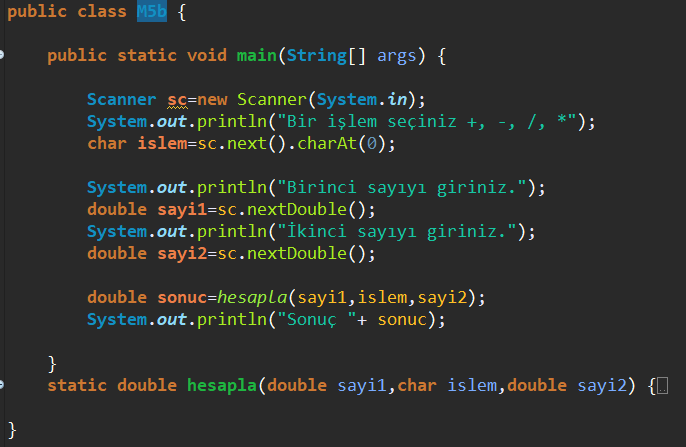 public class M5b {
public static void main(String[] args) {
Scanner sc=new Scanner(System.in);
System.out.println("Bir işlem seçiniz +, -, /, *");
char islem=sc.next().charAt(0);
System.out.println("Birinci sayıyı giriniz.");
double sayi1=sc.nextDouble();
System.out.println("İkinci sayıyı giriniz.");
double sayi2=sc.nextDouble();
double sonuc=hesapla(sayi1,islem,sayi2);
System.out.println("Sonuç "+ sonuc);
}
static double hesapla(double sayi1,char islem,double sayi2) {
}